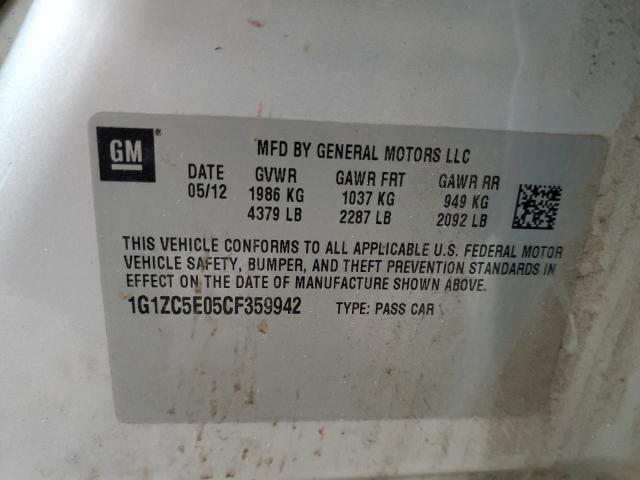 GM®
MFD BY GENERAL MOTORS LLC
DATE GVWR GAWR FRT GAWR RR
05/12 1986 KG 1037 KG 949 KG
4379 LB 2287 LB 2092 LB
THIS VEHICLE CONFORMS TO ALL APPLICABLE U.S. FEDERAL MOTOR
VEHICLE SAFETY, BUMPER, AND THEFT PREVENTION STANDARDS IN
EFFECT ON THE DATE OF MANUFACTURE SHOWN ABOVE.
1G1ZC5E05CF359942 TYPE: PASS CAR